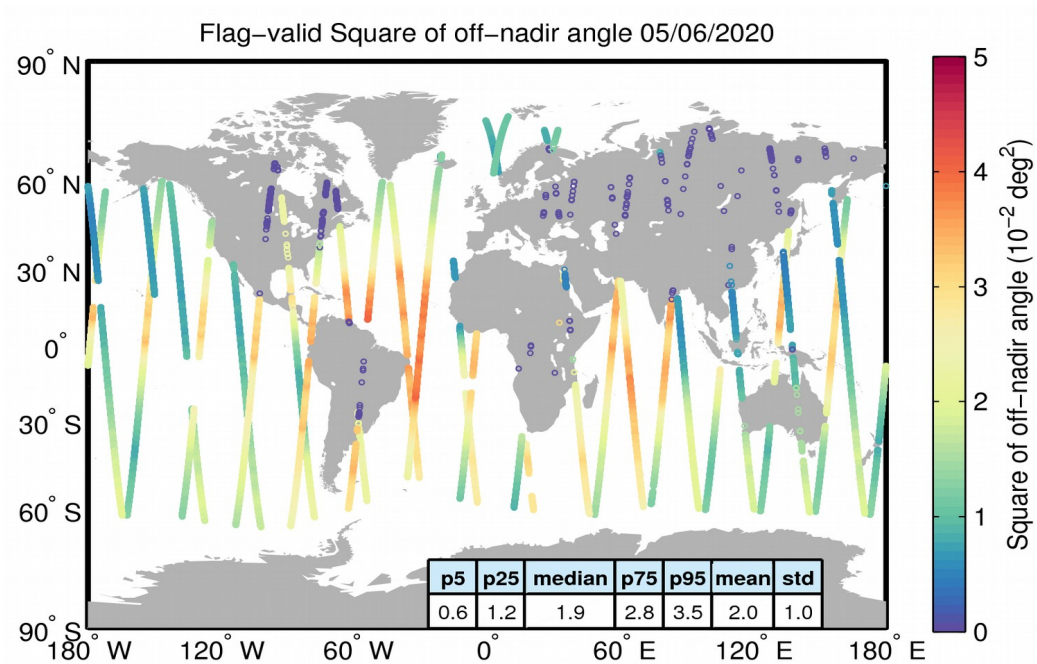 Flag−valid Square of off−nadir angle 05/06/2020
90° N
60° N
30° N
0°
30° S
60° S
90° S
180° W
120° W
60° W
0°
60° E
120° E
180° E
p5 p25 median p75 p95 mean std
0.6 1.2 1.9 2.8 3.5 2.0 1.0
5
4
3
2
1
0
Square of off−nadir angle (10⁻² deg²)